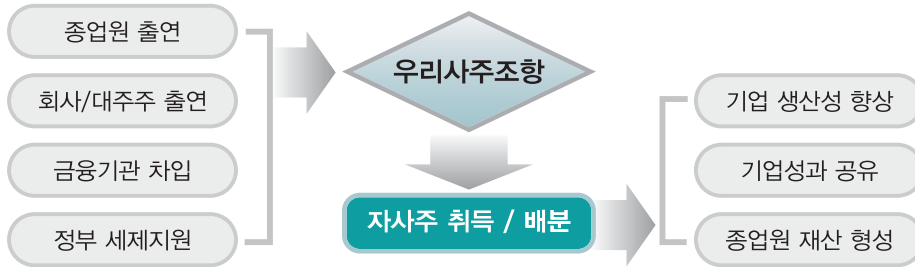 종업원 출연
회사/대주주 출연
금융기관 차입
정부 세제지원
우리사주조항
자사주 취득 / 배분
기업 생산성 향상
기업성과 공유
종업원 재산 형성